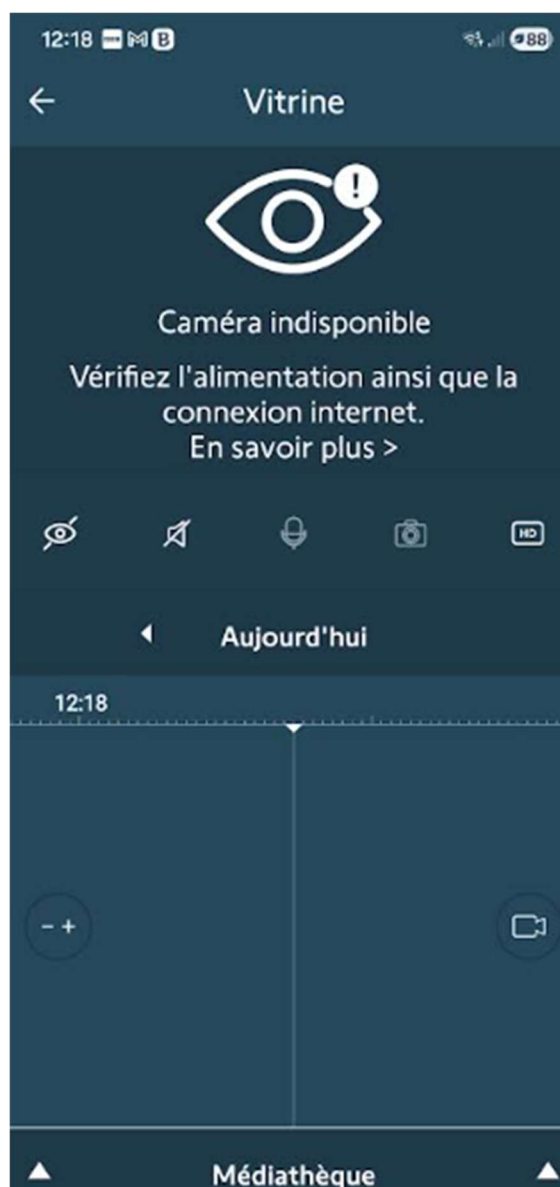 12:18 B 88
Vitrine
!
Caméra indisponible
Vérifiez l'alimentation ainsi que la
connexion internet.
En savoir plus >
HD
Aujourd'hui
12:18
- +
Médiathèque